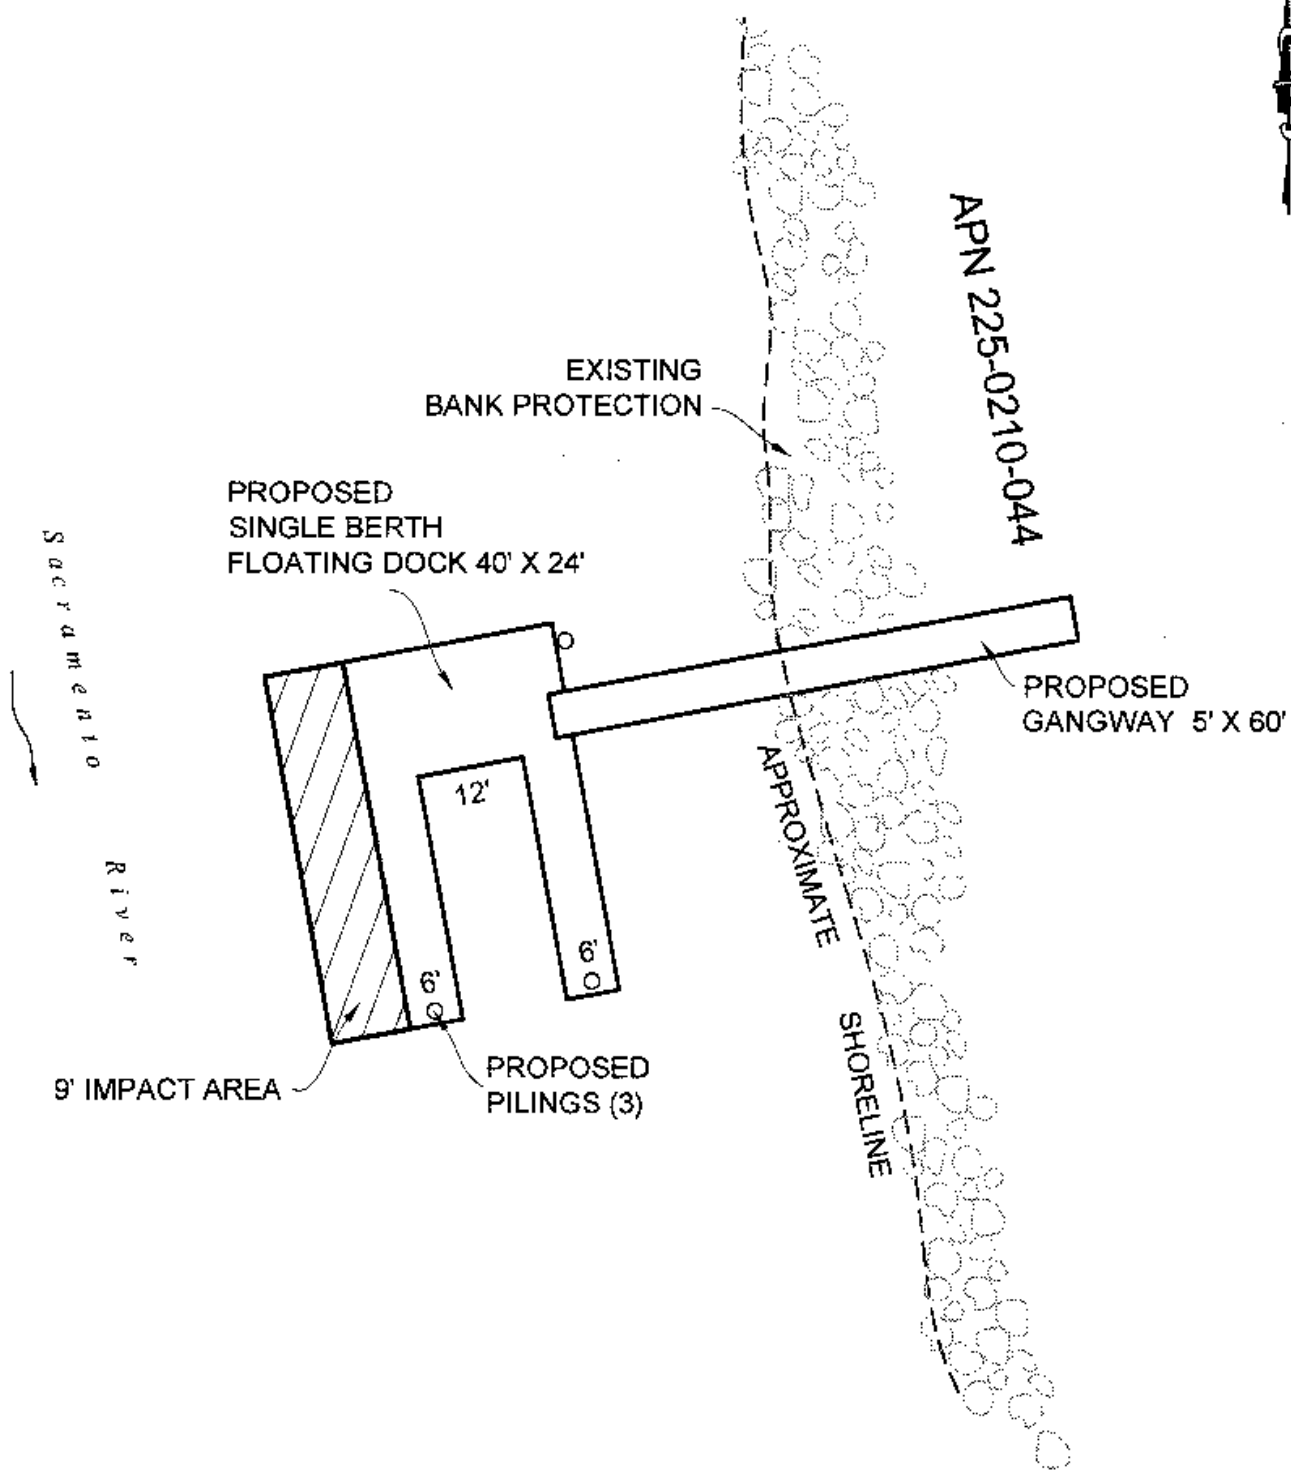 APN 225-0210-044
EXISTING
BANK PROTECTION
PROPOSED
SINGLE BERTH
FLOATING DOCK 40' X 24'
Sacramento
River
PROPOSED
GANGWAY 5' X 60'
12'
APPROXIMATE
SHORELINE
6'
6'
9' IMPACT AREA
PROPOSED
PILINGS (3)